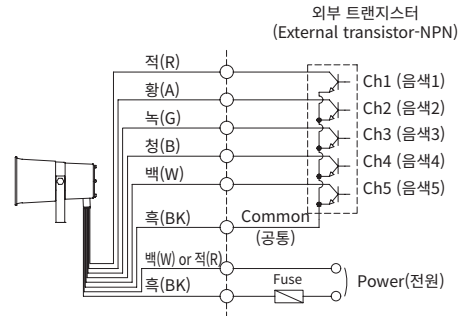 외부 트랜지스터
(External transistor-NPN)
적(R)
Ch1 (음색1)
황(A)
Ch2 (음색2)
녹(G)
Ch3 (음색3)
청(B)
Ch4 (음색4)
백(W)
Ch5 (음색5)
흑(BK)
Common
(공통)
백(W) or 적(R)
Fuse
Power(전원)
흑(BK)